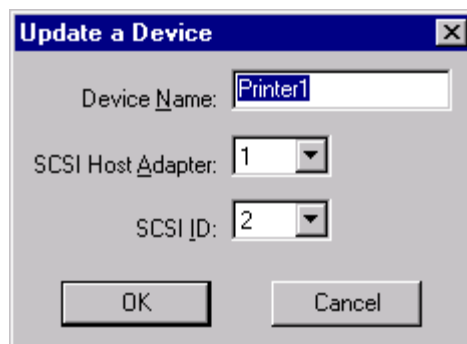 Update a Device
Device Name: Printer1
SCSI Host Adapter: 1
SCSI ID: 2
OK Cancel